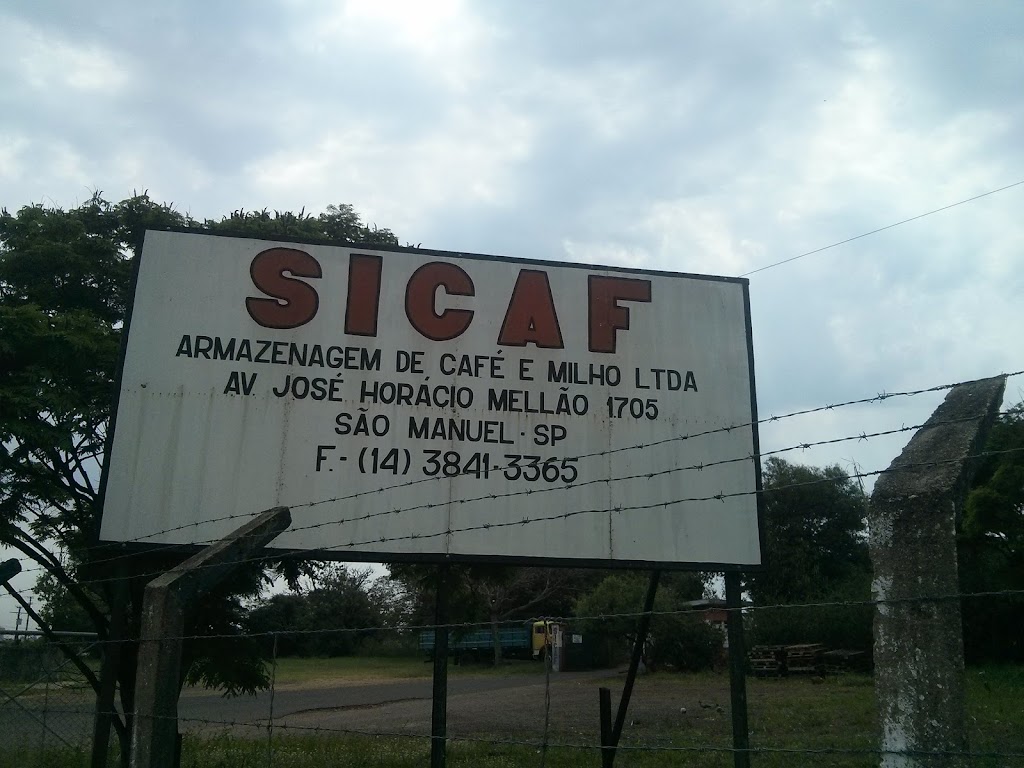 SICAF
ARMAZENAGEM DE CAFÉ E MILHO LTDA
AV. JOSÉ HORÁCIO MELLÃO 1705
SÃO MANUEL - SP
F. - (14) 3841-3365